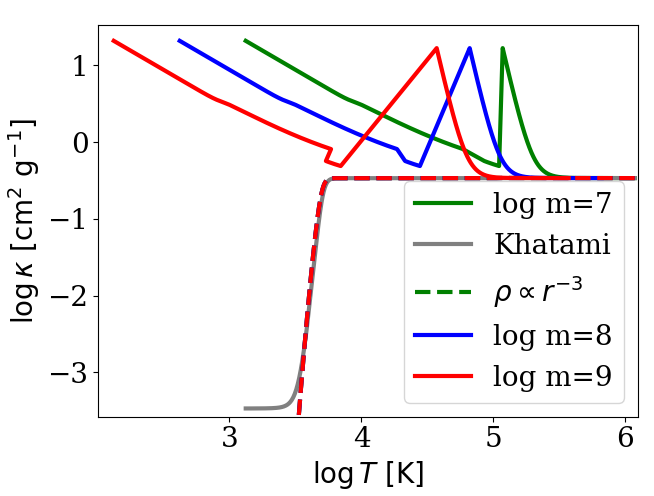 log κ [cm² g⁻¹]
1
0
−1
−2
−3
log m=7
Khatami
ρ ∝ r⁻³
log m=8
log m=9
3 4 5 6
log T [K]